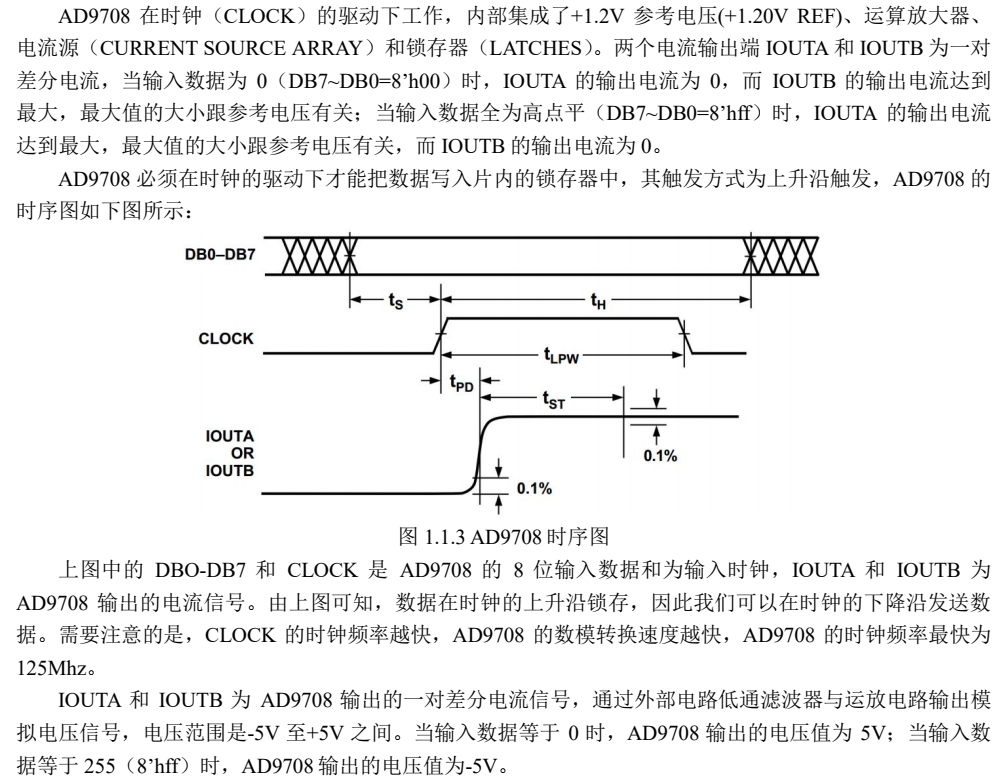 AD9708 在时钟（CLOCK）的驱动下工作，内部集成了+1.2V 参考电压(+1.20V REF)、运算放大器、
电流源（CURRENT SOURCE ARRAY）和锁存器（LATCHES）。两个电流输出端 IOUTA 和 IOUTB 为一对
差分电流，当输入数据为 0（DB7~DB0=8’h00）时，IOUTA 的输出电流为 0，而 IOUTB 的输出电流达到
最大，最大值的大小跟参考电压有关；当输入数据全为高点平（DB7~DB0=8’hff）时，IOUTA 的输出电流
达到最大，最大值的大小跟参考电压有关，而 IOUTB 的输出电流为 0。
AD9708 必须在时钟的驱动下才能把数据写入片内的锁存器中，其触发方式为上升沿触发，AD9708 的
时序图如下图所示：
DB0–DB7
tS
tH
CLOCK
tLPW
tPD
tST
IOUTA
OR
IOUTB
0.1%
0.1%
图 1.1.3 AD9708 时序图
上图中的 DBO-DB7 和 CLOCK 是 AD9708 的 8 位输入数据和为输入时钟，IOUTA 和 IOUTB 为
AD9708 输出的电流信号。由上图可知，数据在时钟的上升沿锁存，因此我们可以在时钟的下降沿发送数
据。需要注意的是，CLOCK 的时钟频率越快，AD9708 的数模转换速度越快，AD9708 的时钟频率最快为
125Mhz。
IOUTA 和 IOUTB 为 AD9708 输出的一对差分电流信号，通过外部电路低通滤波器与运放电路输出模
拟电压信号，电压范围是-5V 至+5V 之间。当输入数据等于 0 时，AD9708 输出的电压值为 5V；当输入数
据等于 255（8’hff）时，AD9708 输出的电压值为-5V。